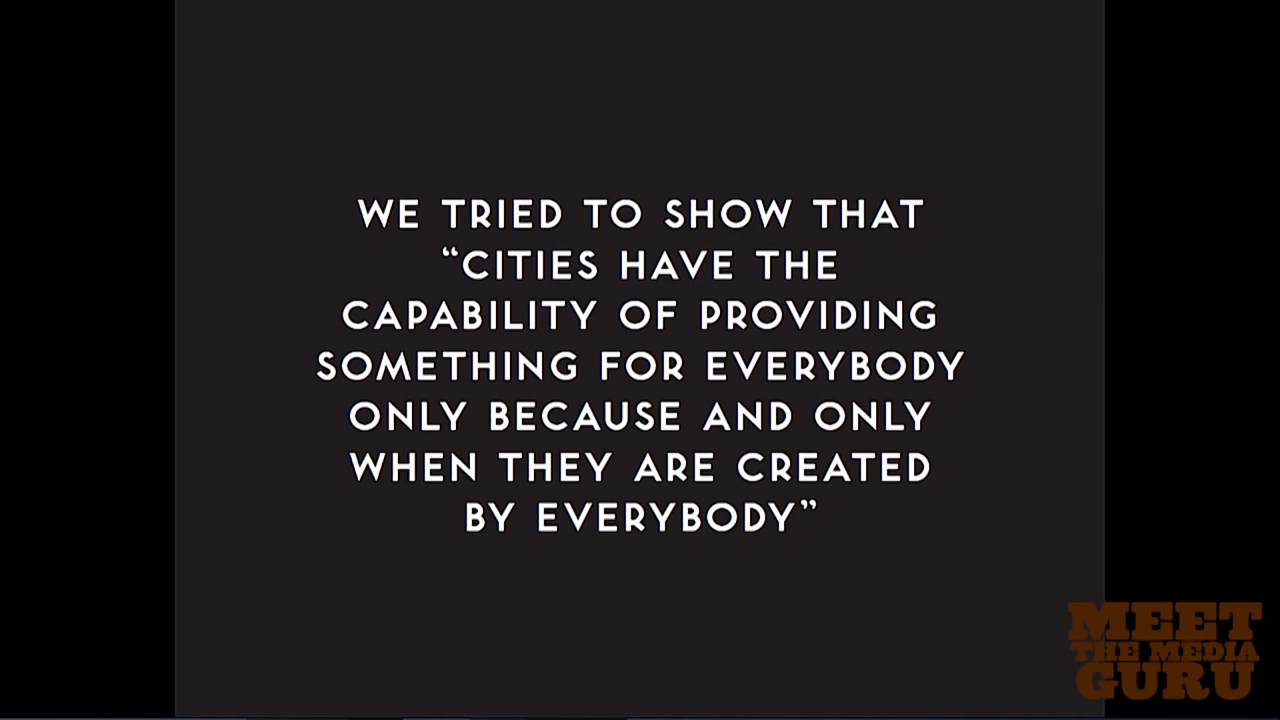 WE TRIED TO SHOW THAT
“CITIES HAVE THE
CAPABILITY OF PROVIDING
SOMETHING FOR EVERYBODY
ONLY BECAUSE AND ONLY
WHEN THEY ARE CREATED
BY EVERYBODY”
MEET
THE MEDIA
GURU